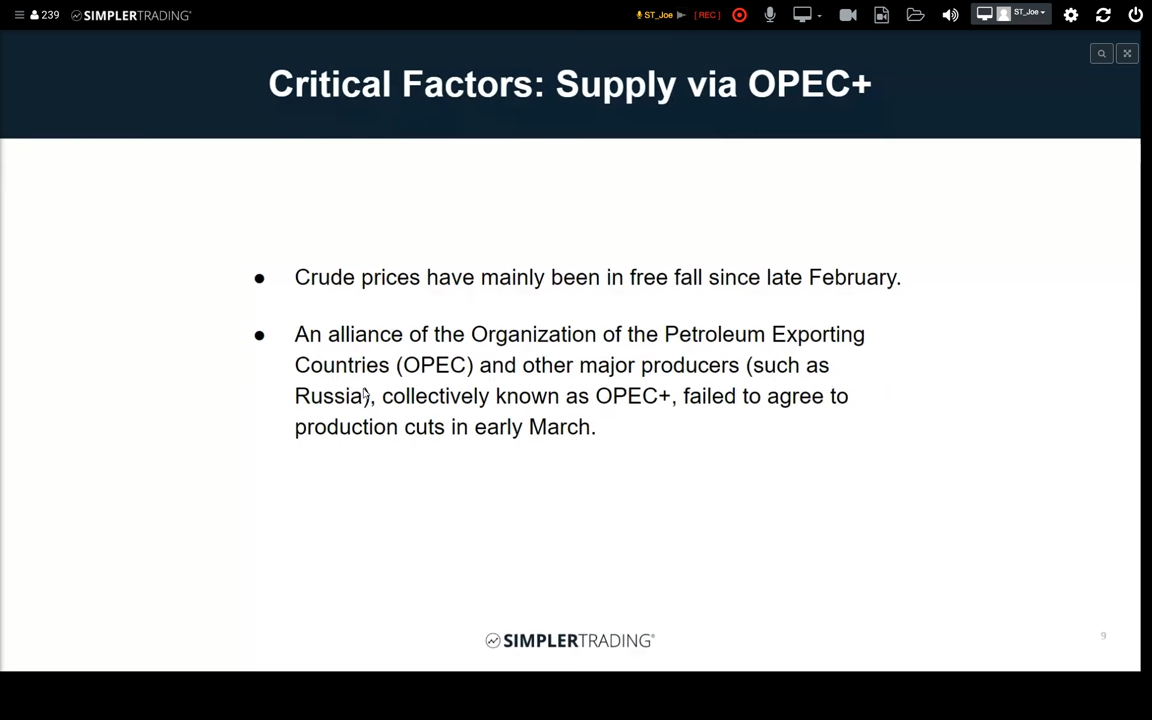 239 SIMPLERTRADING ST_Joe [ REC ] ST_Joe
Critical Factors: Supply via OPEC+
● Crude prices have mainly been in free fall since late February.
● An alliance of the Organization of the Petroleum Exporting
Countries (OPEC) and other major producers (such as
Russia), collectively known as OPEC+, failed to agree to
production cuts in early March.
SIMPLERTRADING®
9